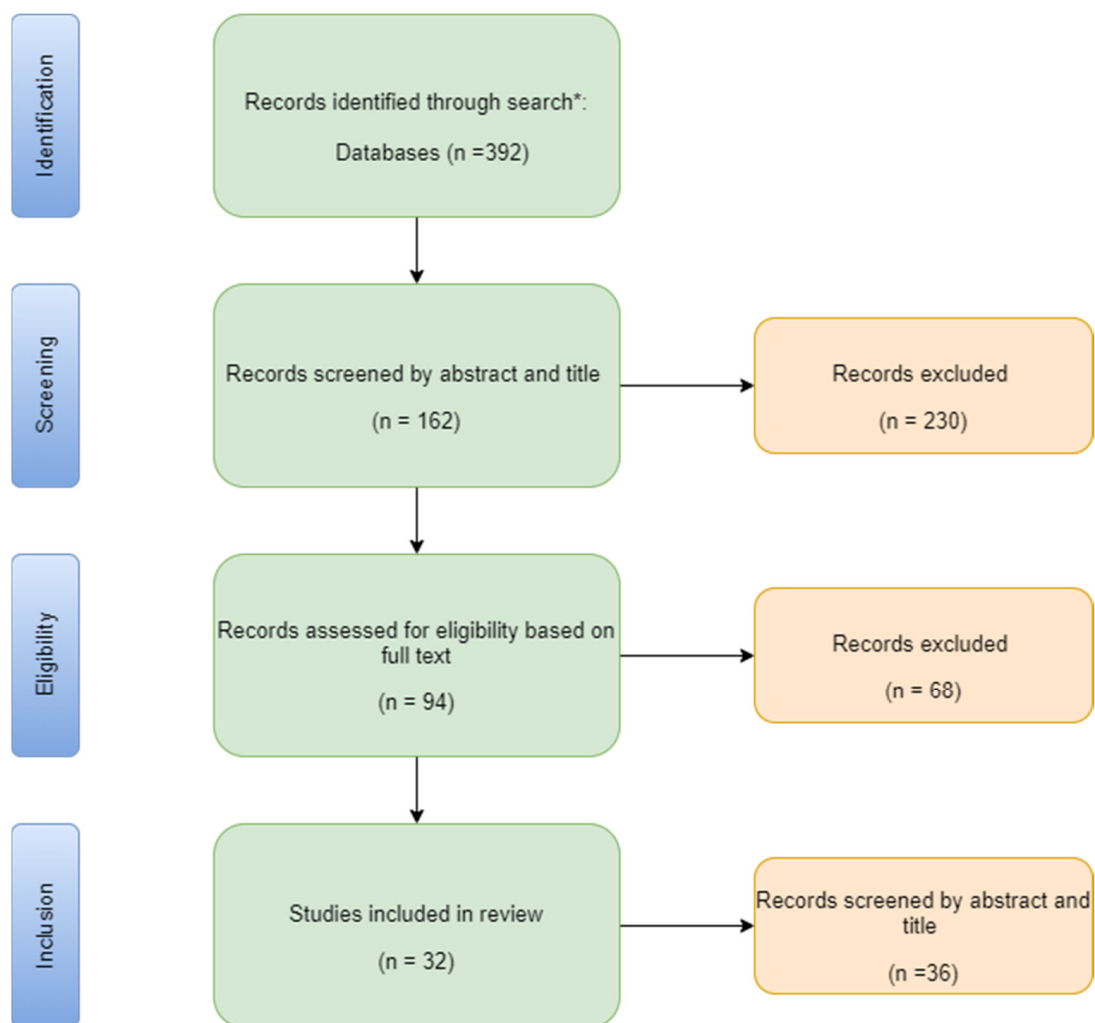 Identification
Records identified through search*:
Databases (n =392)
Screening
Records screened by abstract and title
(n = 162)
Records excluded
(n = 230)
Eligibility
Records assessed for eligibility based on
full text
(n = 94)
Records excluded
(n = 68)
Inclusion
Studies included in review
(n = 32)
Records screened by abstract and
title
(n =36)